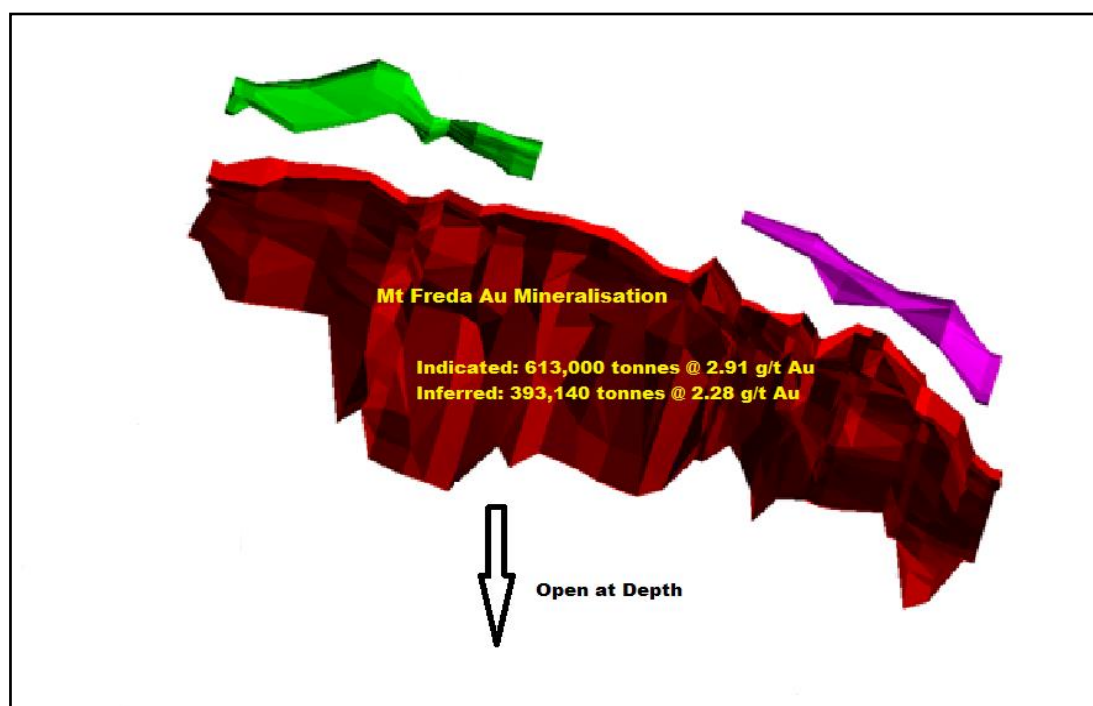 Mt Freda Au Mineralisation
Indicated: 613,000 tonnes @ 2.91 g/t Au
Inferred: 393,140 tonnes @ 2.28 g/t Au
Open at Depth